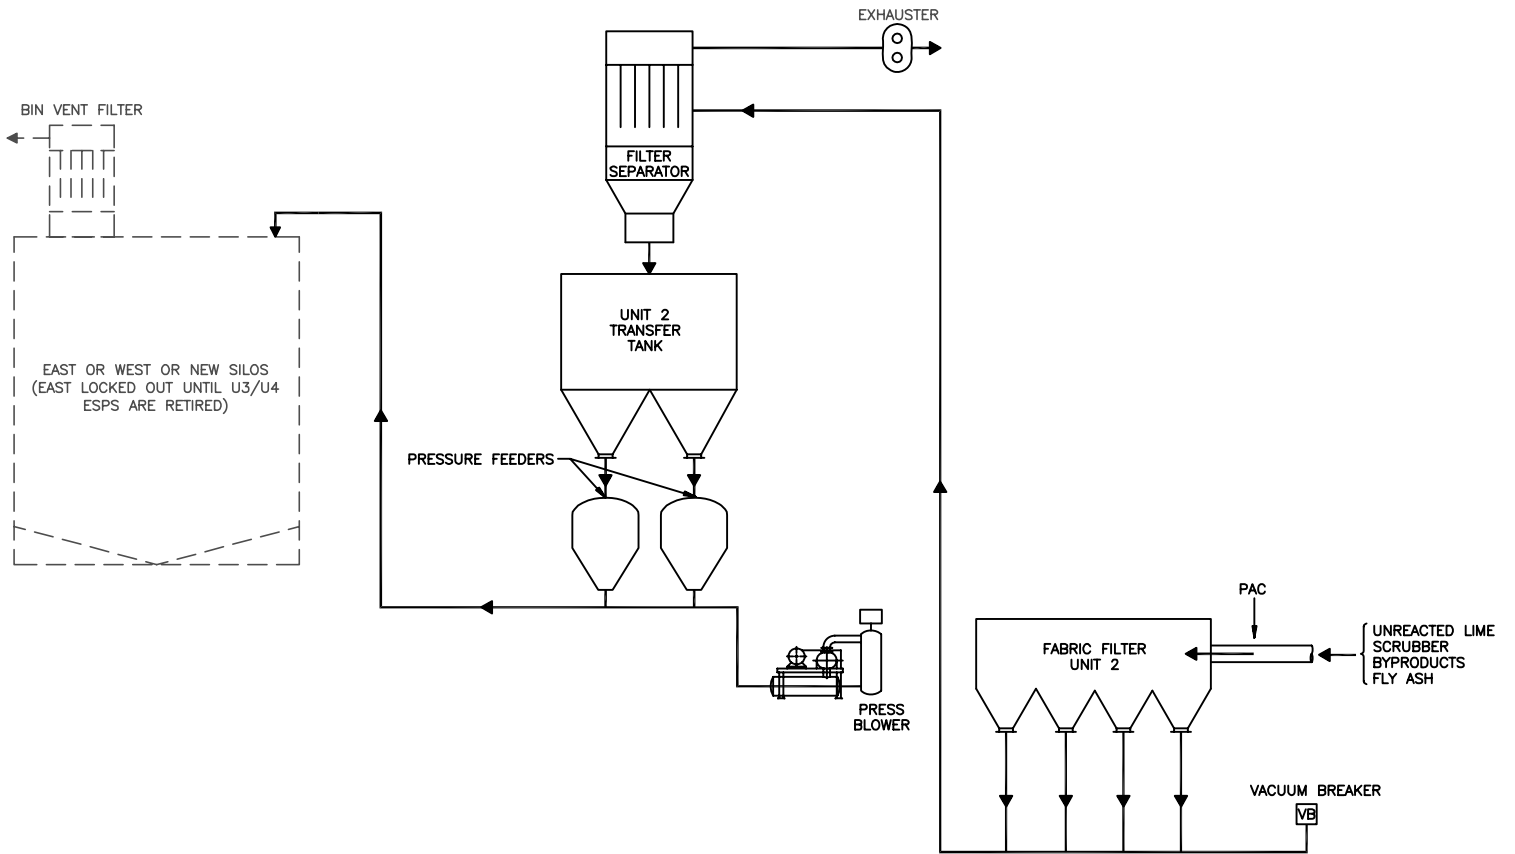 EXHAUSTER
BIN VENT FILTER
FILTER
SEPARATOR
UNIT 2
TRANSFER
TANK
EAST OR WEST OR NEW SILOS
(EAST LOCKED OUT UNTIL U3/U4
ESPS ARE RETIRED)
PRESSURE FEEDERS
PRESS
BLOWER
PAC
FABRIC FILTER
UNIT 2
UNREACTED LIME
SCRUBBER
BYPRODUCTS
FLY ASH
VACUUM BREAKER
VB